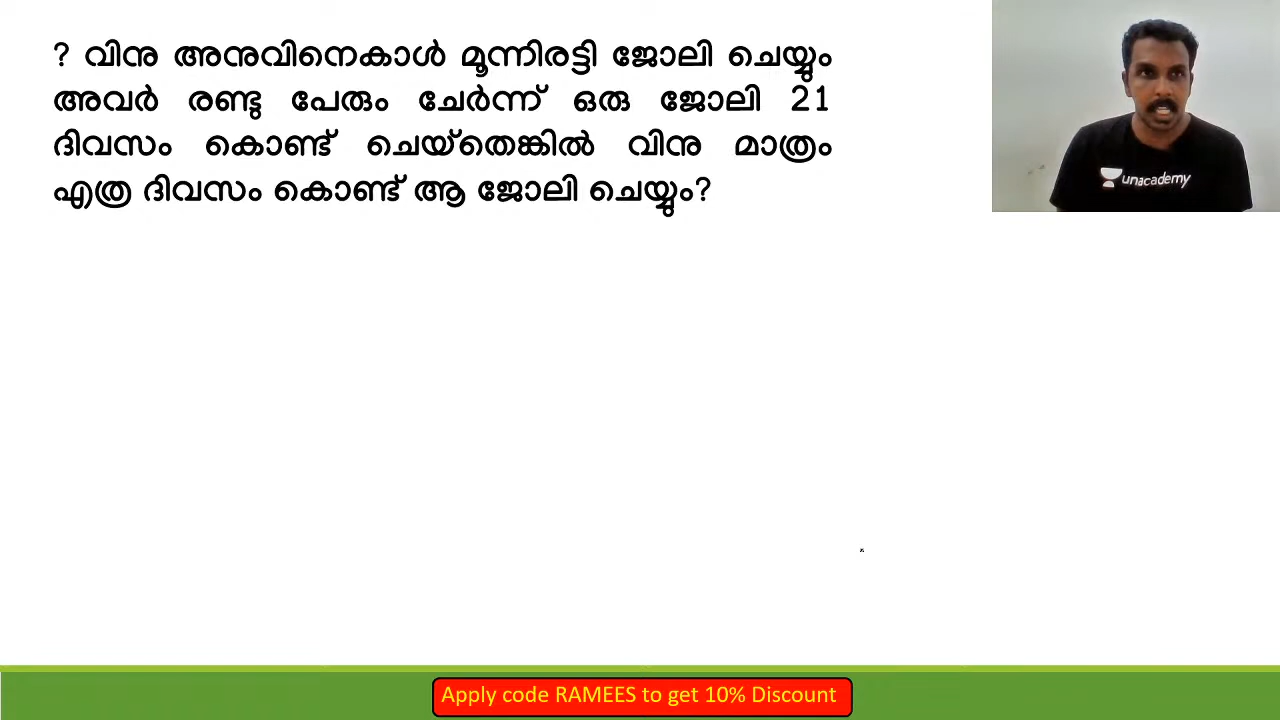 ? വിനു അനുവിനെകാൾ മൂന്നിരട്ടി ജോലി ചെയ്യും
അവർ രണ്ടു പേരും ചേർന്ന് ഒരു ജോലി 21
ദിവസം കൊണ്ട് ചെയ്തെങ്കിൽ വിനു മാത്രം
എത്ര ദിവസം കൊണ്ട് ആ ജോലി ചെയ്യും?
unacademy
Apply code RAMEES to get 10% Discount